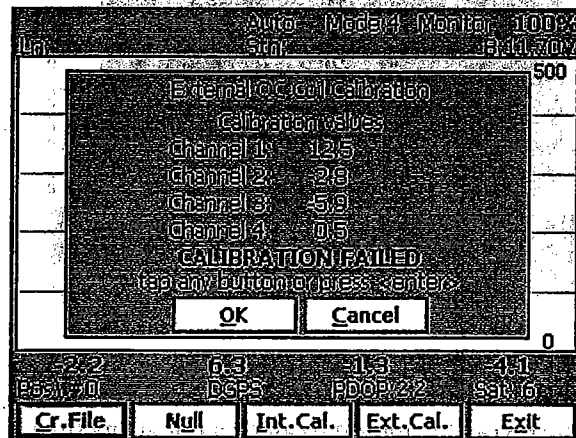 Auto Mode:4 Monitor 100%
Ln: Stn:
500
External Q.C. Coil Calibration
Calibration values
Channel 1: 12,5
Channel 2: -2,8
Channel 3: -5,9
Channel 4: 0,5
CALIBRATION FAILED
tap any button or press <enter>
OK Cancel
0
-2.2 6.3 -1.3 -4.1
DGPS PDOP 2.2 Sat. 6
Cr.File Null Int.Cal. Ext.Cal. Exit